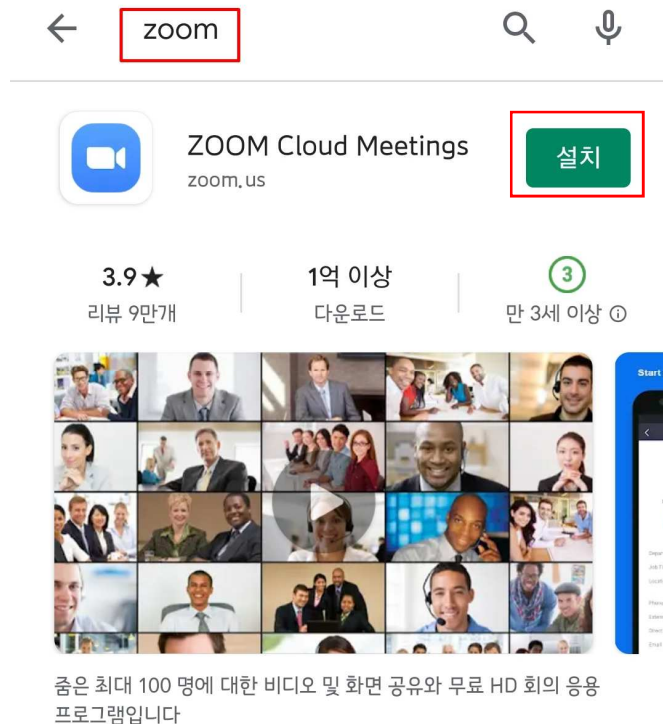 zoom
ZOOM Cloud Meetings
설치
zoom.us
3.9★
1억 이상
3
리뷰 9만개
다운로드
만 3세 이상
Start
줌은 최대 100 명에 대한 비디오 및 화면 공유와 무료 HD 회의 응용
프로그램입니다